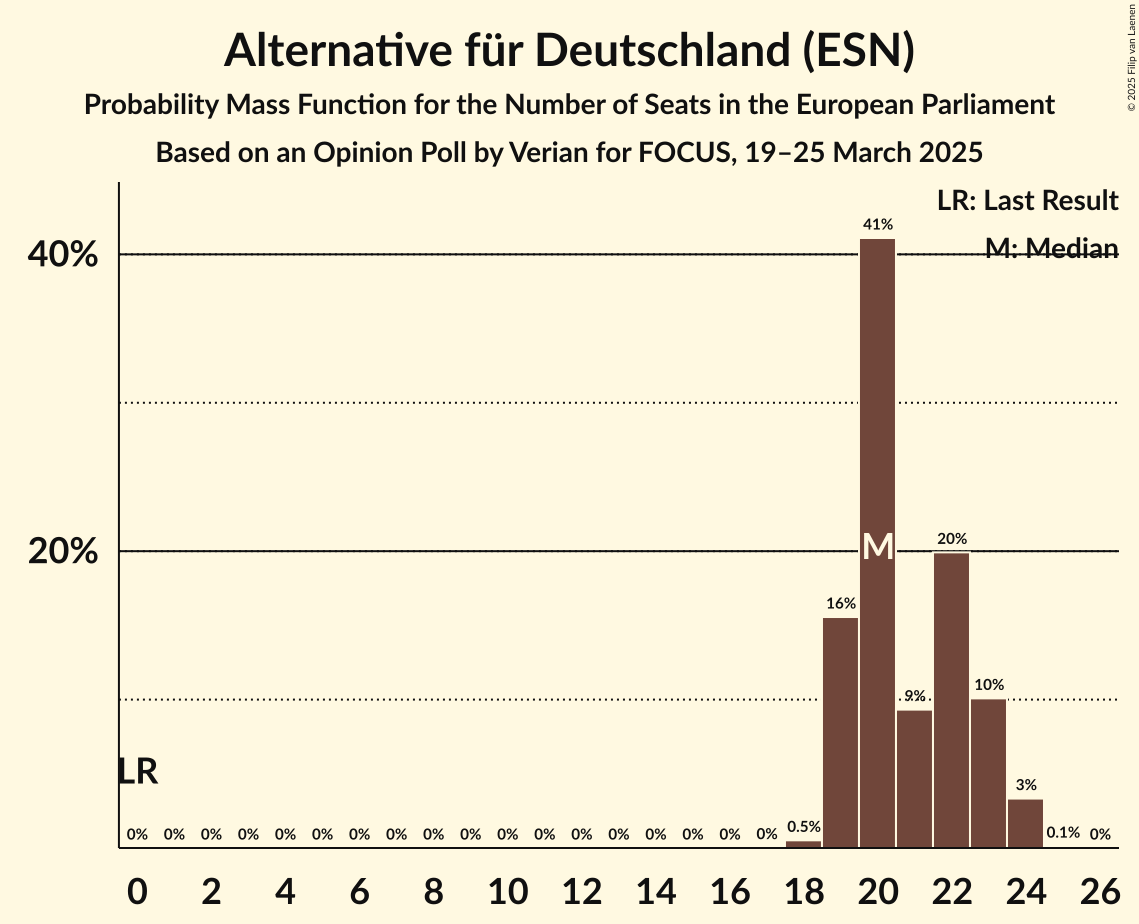 Alternative für Deutschland (ESN)
Probability Mass Function for the Number of Seats in the European Parliament
Based on an Opinion Poll by Verian for FOCUS, 19–25 March 2025
© 2025 Filip van Laenen
LR: Last Result
M: Median
41%
40%
20%
20%
M
16%
9%
10%
LR
3%
0% 0% 0% 0% 0% 0% 0% 0% 0% 0% 0% 0% 0% 0% 0% 0% 0% 0% 0.5% 0.1% 0%
0 2 4 6 8 10 12 14 16 18 20 22 24 26